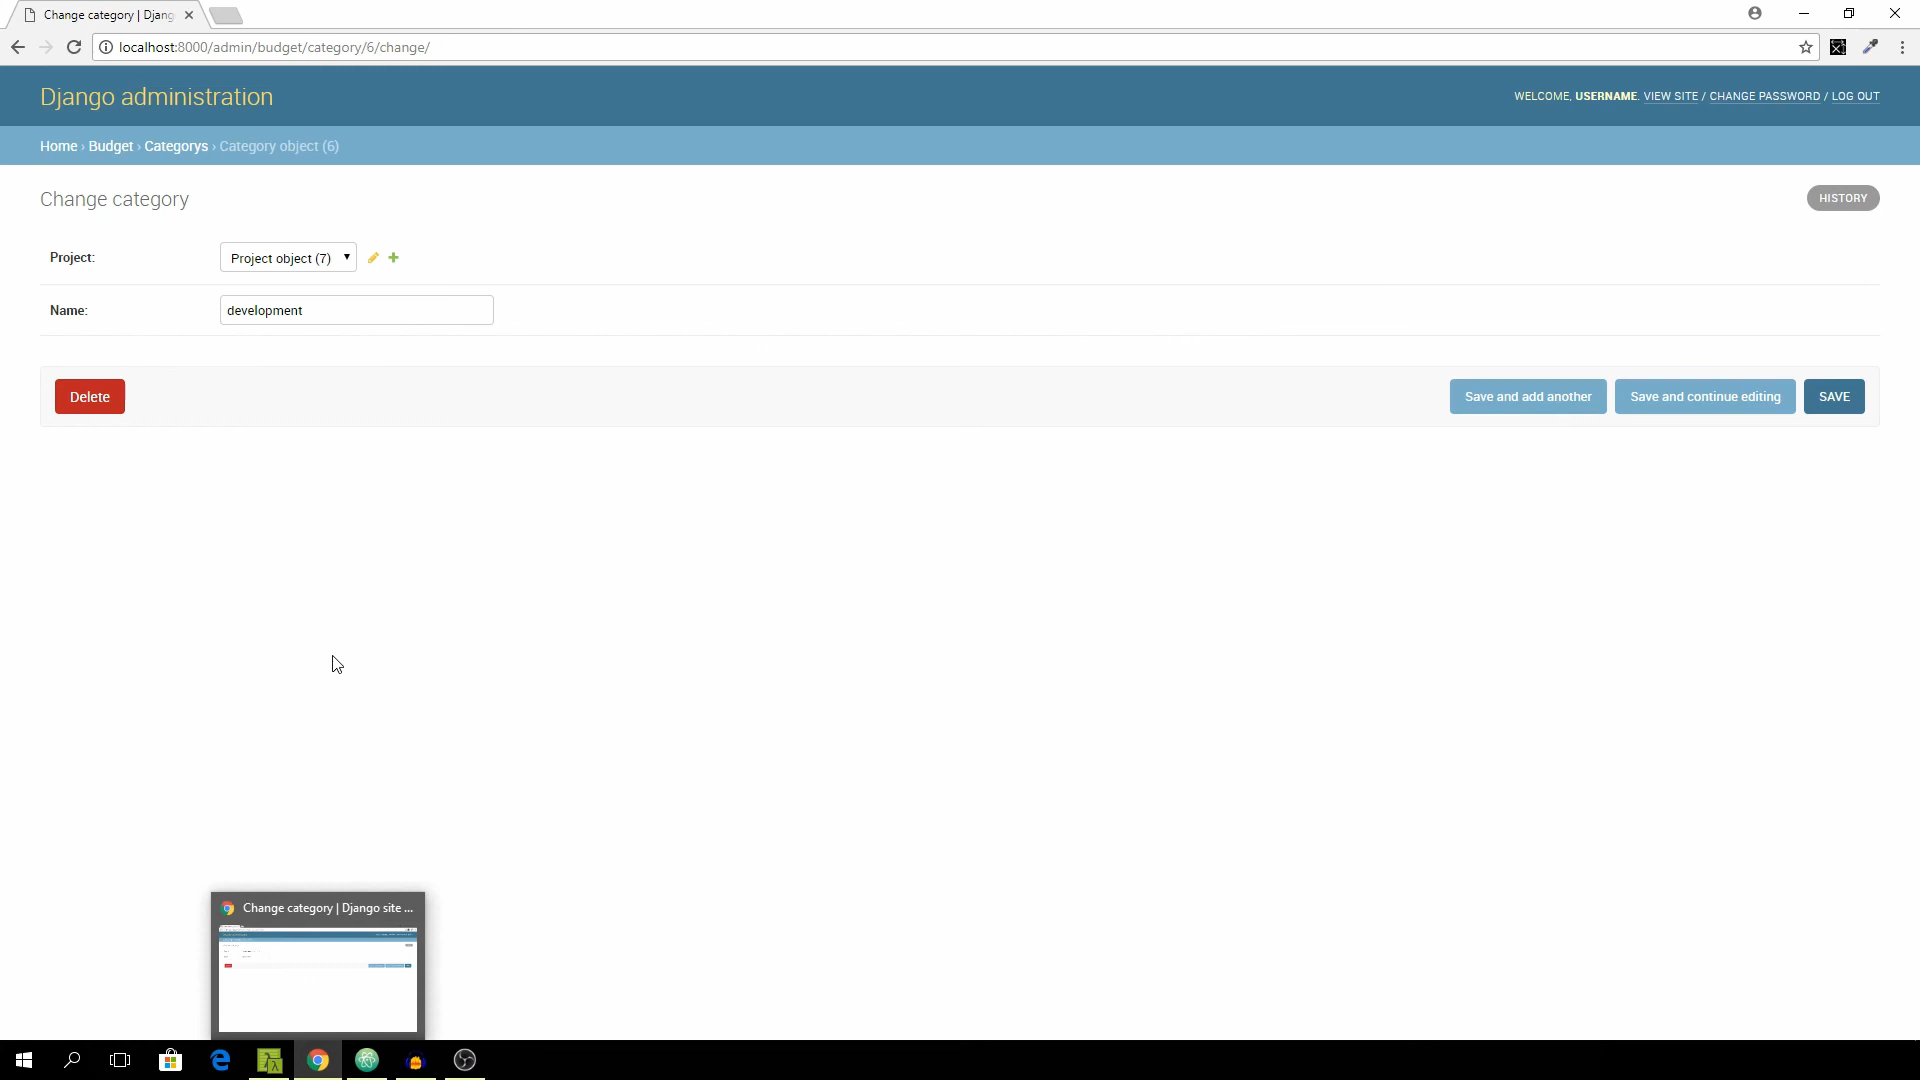 Change category | Djang
localhost:8000/admin/budget/category/6/change/
Django administration
WELCOME, USERNAME. VIEW SITE / CHANGE PASSWORD / LOG OUT
Home › Budget › Categorys › Category object (6)
Change category
HISTORY
Project:
Project object (7)
Name:
development
Delete
Save and add another
Save and continue editing
SAVE
Change category | Django site ...